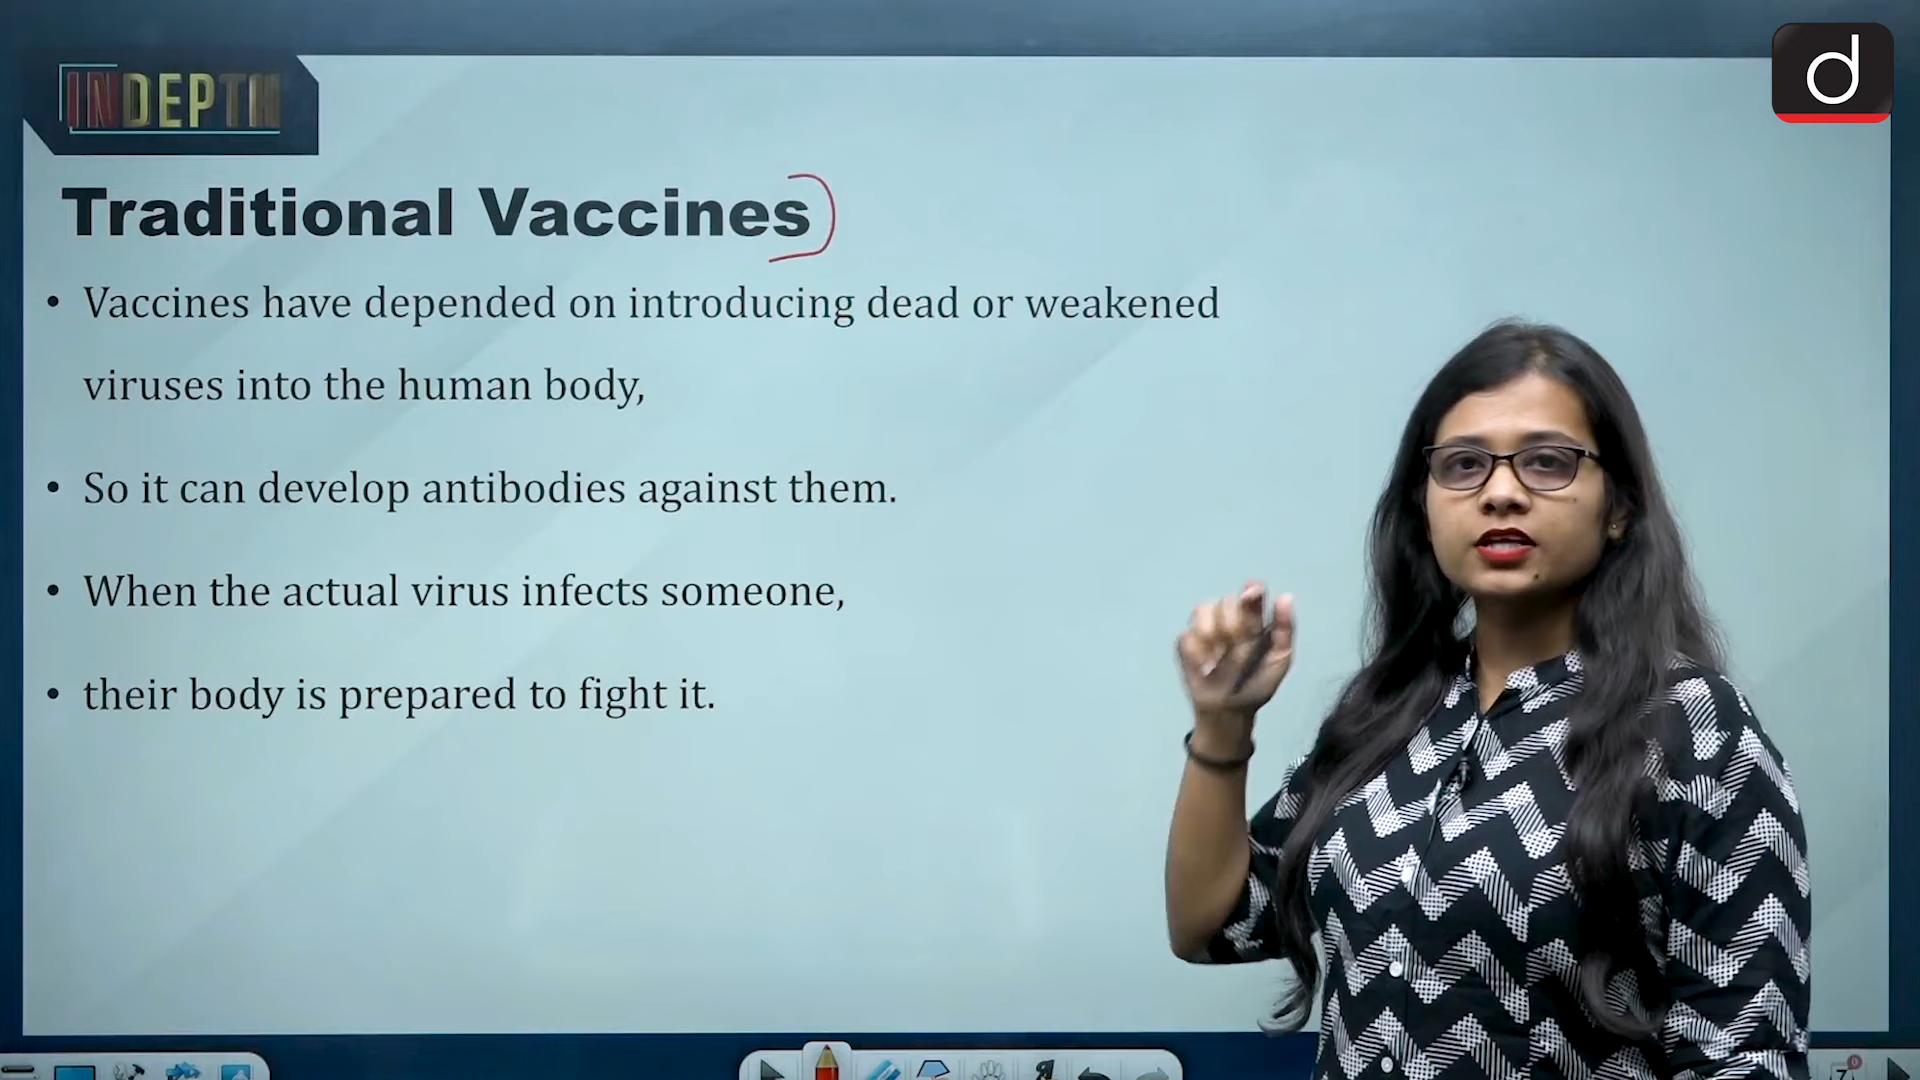 INDEPTH
d
Traditional Vaccines
• Vaccines have depended on introducing dead or weakened
viruses into the human body,
• So it can develop antibodies against them.
• When the actual virus infects someone,
• their body is prepared to fight it.